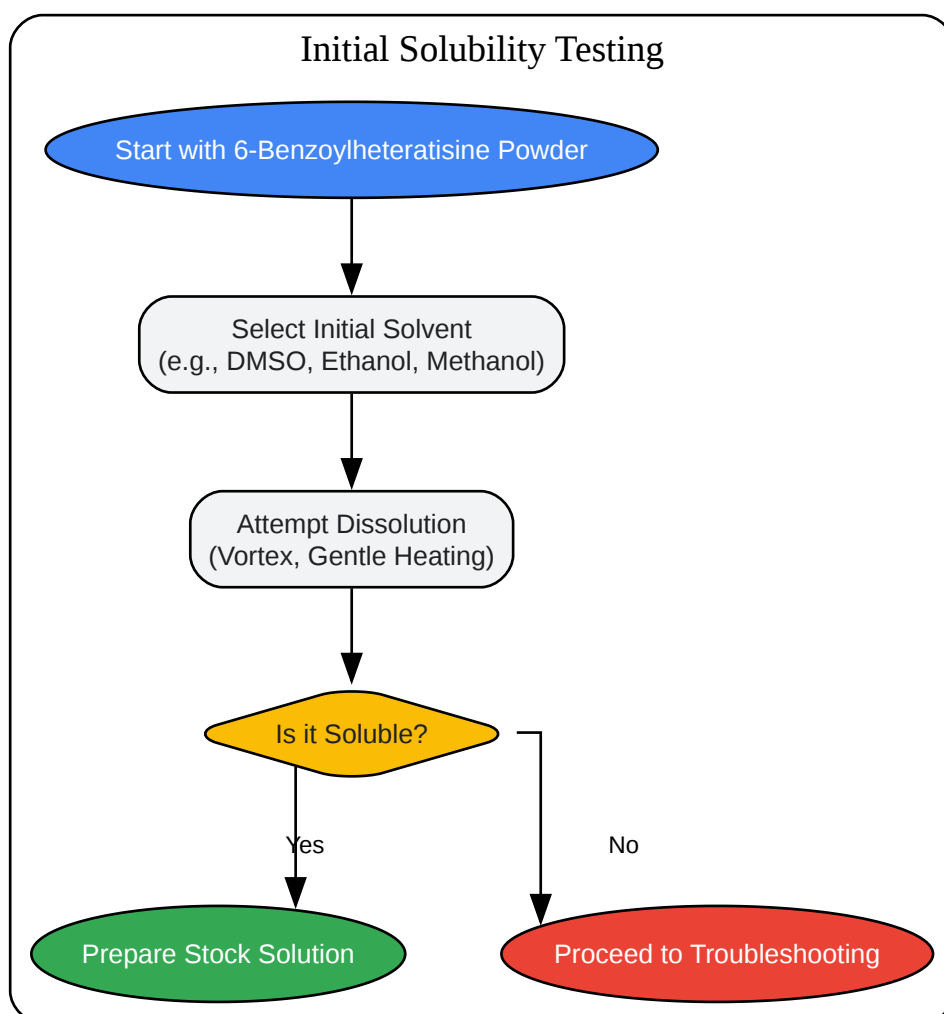 Initial Solubility Testing
Start with 6-Benzoylheteratisine Powder
Select Initial Solvent
(e.g., DMSO, Ethanol, Methanol)
Attempt Dissolution
(Vortex, Gentle Heating)
Is it Soluble?
Yes
No
Prepare Stock Solution
Proceed to Troubleshooting